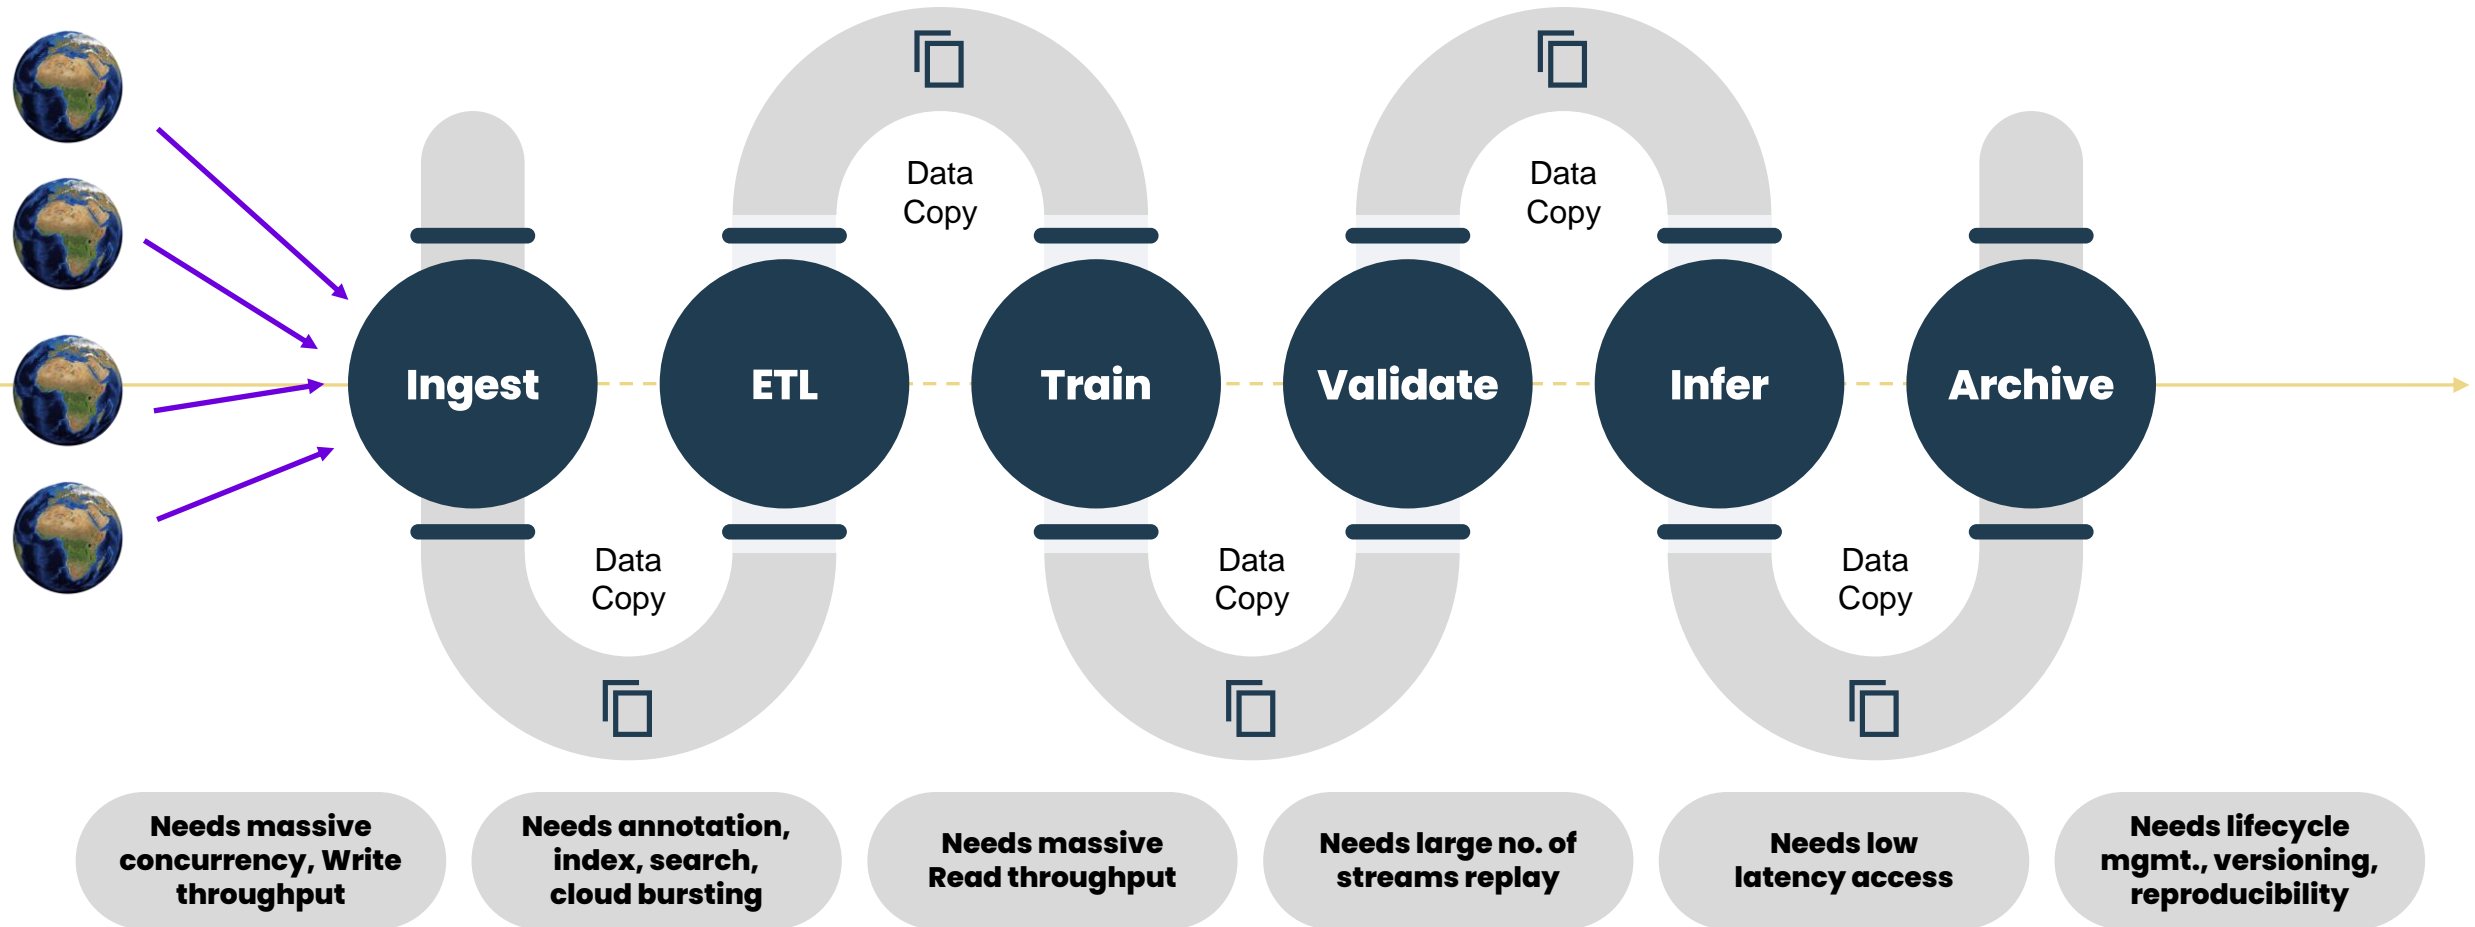 Data
Copy
Data
Copy
Ingest
ETL
Train
Validate
Infer
Archive
Data
Copy
Data
Copy
Data
Copy
Needs massive
concurrency, Write
throughput
Needs annotation,
index, search,
cloud bursting
Needs massive
Read throughput
Needs large no. of
streams replay
Needs low
latency access
Needs lifecycle
mgmt., versioning,
reproducibility